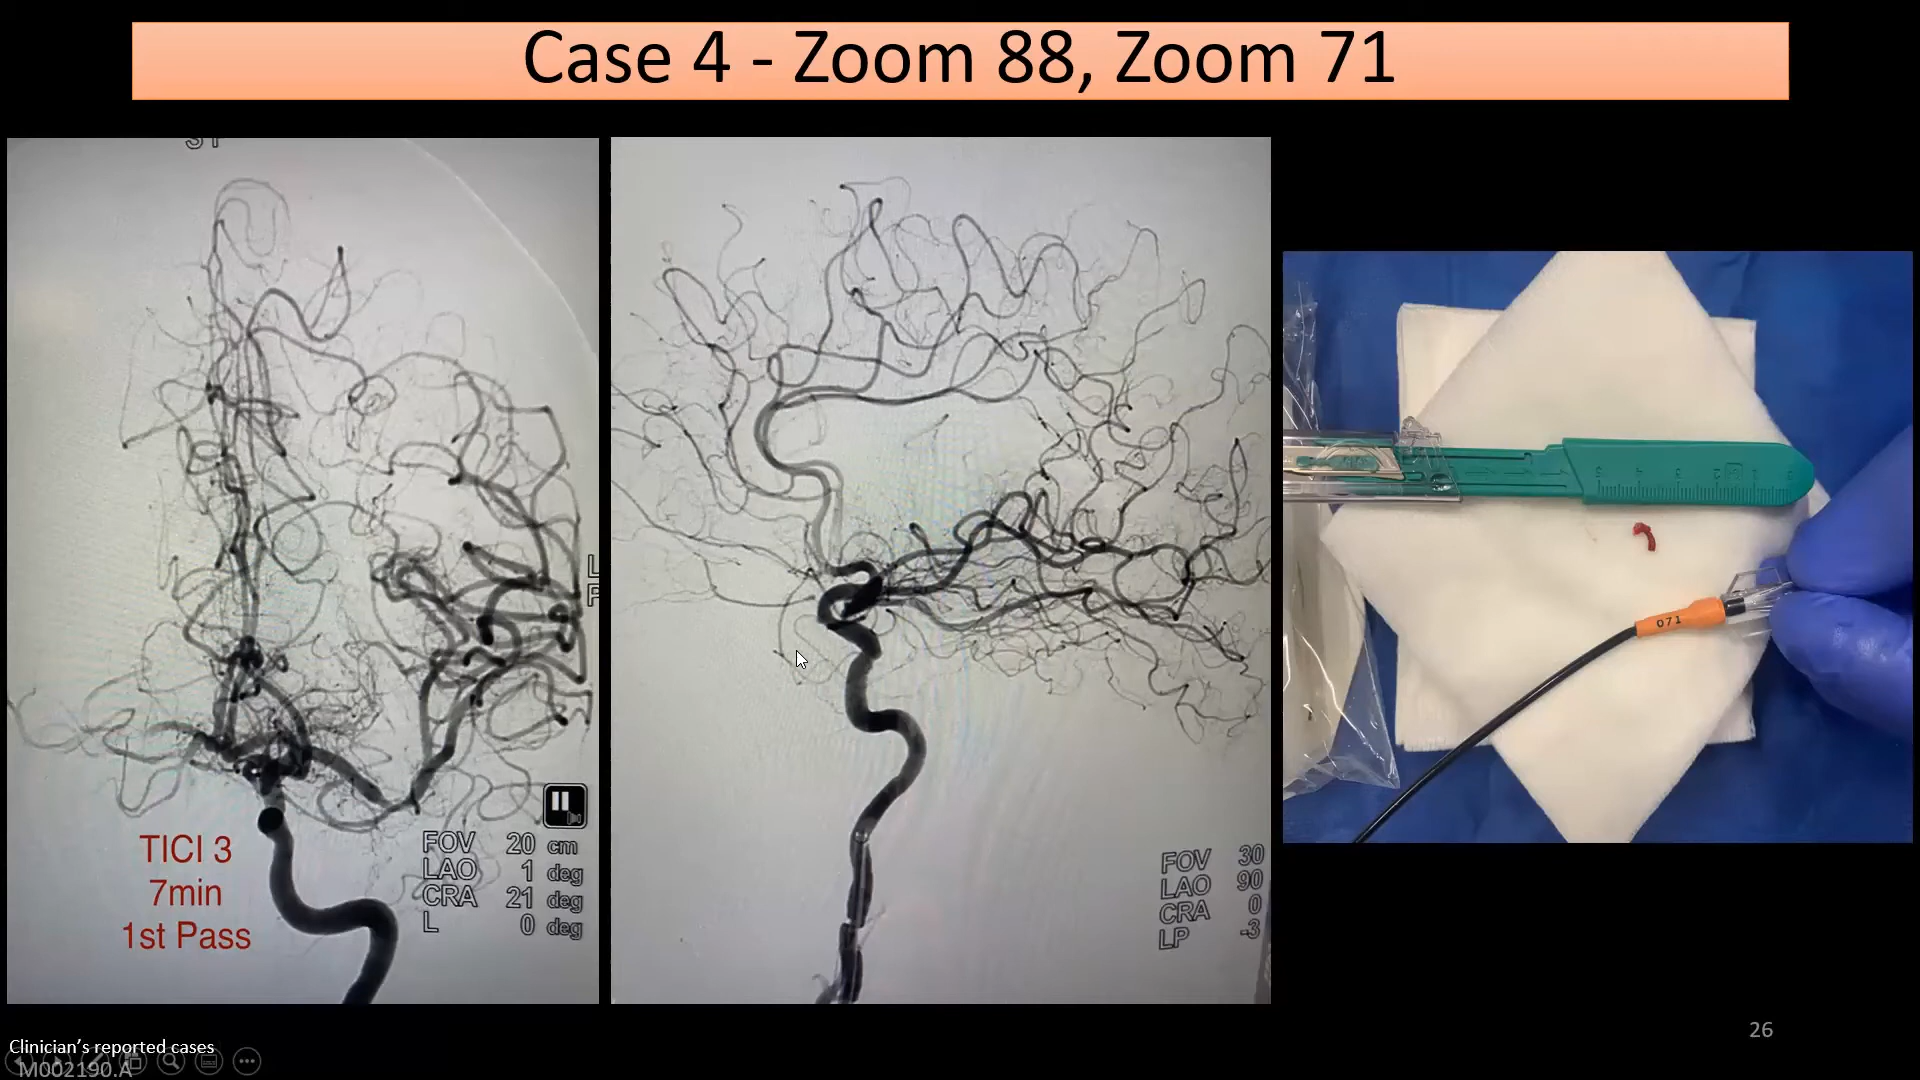 Case 4 - Zoom 88, Zoom 71
TICI 3
7min
1st Pass
FOV 20 cm
LAO 1 deg
CRA 21 deg
L 0 deg
FOV 30
LAO 90
CRA 0
LP -3
071
26
Clinician's reported cases
M002190.A